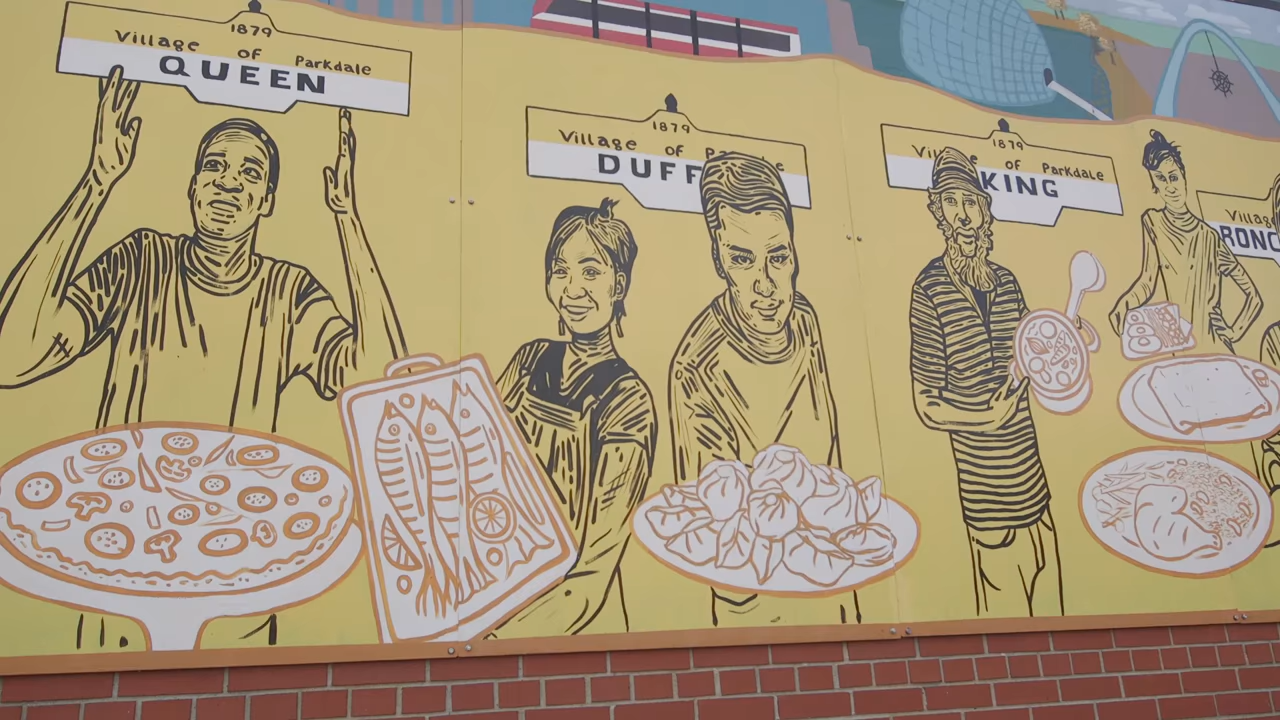 1879
Village of Parkdale
QUEEN
1879
Village of
DUFF
1879
of Parkdale
KING
Village
RONC